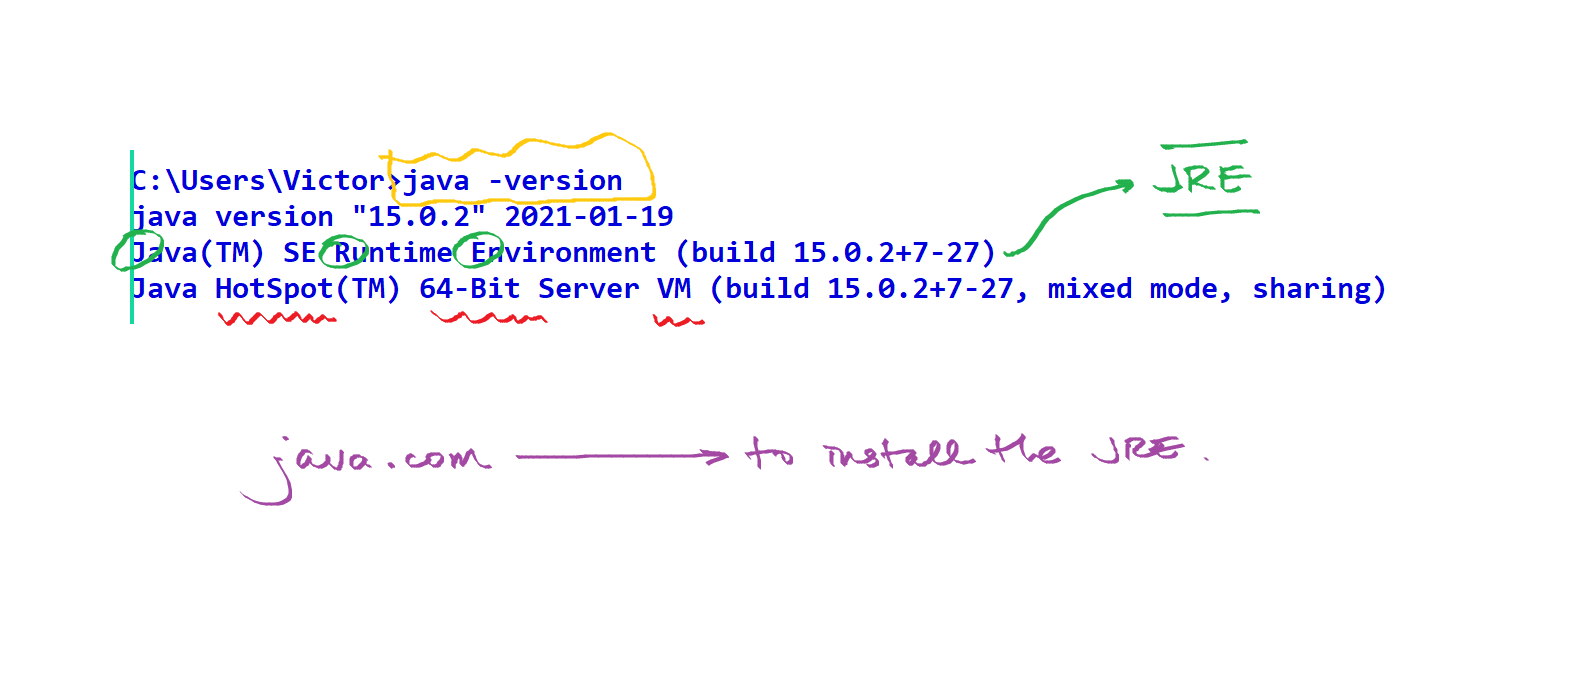 C:\Users\Victor>java -version
java version "15.0.2" 2021-01-19
Java(TM) SE Runtime Environment (build 15.0.2+7-27)
Java HotSpot(TM) 64-Bit Server VM (build 15.0.2+7-27, mixed mode, sharing)
JRE
java.com → to install the JRE.